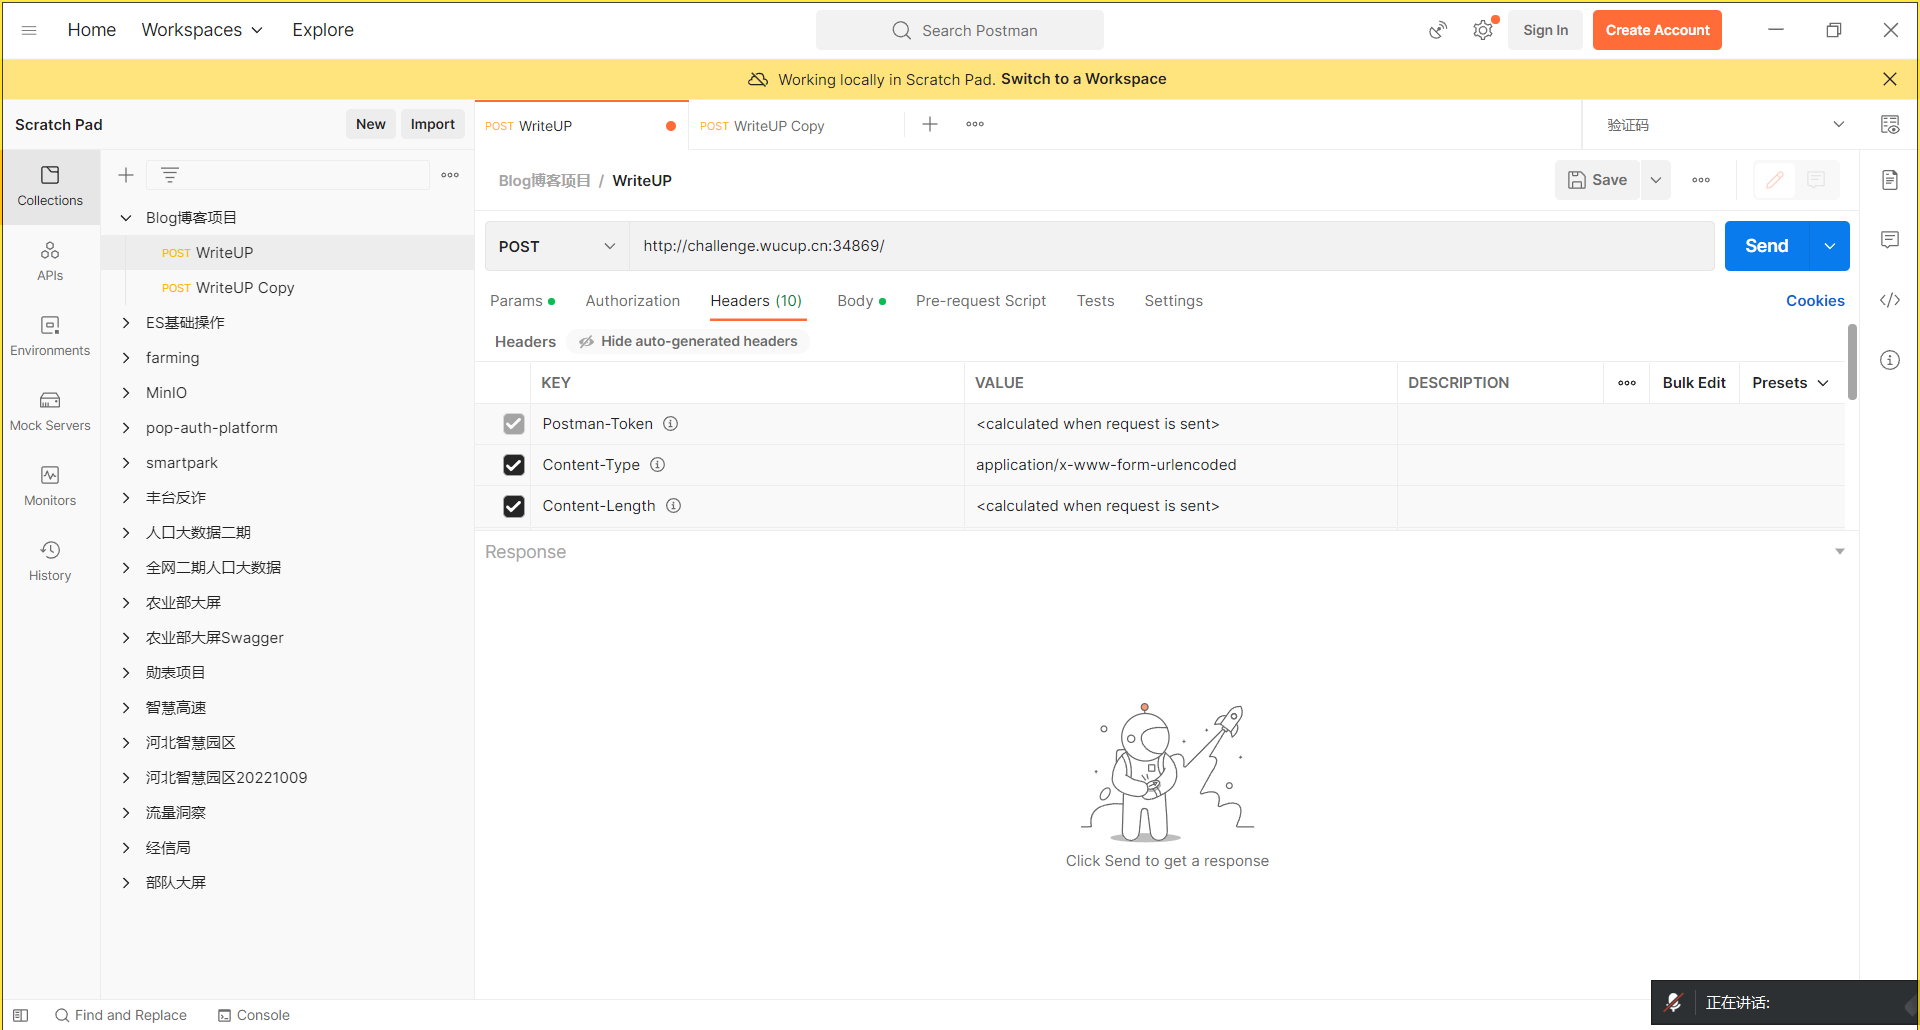 Home Workspaces Explore Search Postman Sign In Create Account
Working locally in Scratch Pad. Switch to a Workspace
Scratch Pad New Import
POST WriteUP POST WriteUP Copy 验证码
Collections
APIs
Environments
Mock Servers
Monitors
History
Blog博客项目
POST WriteUP
POST WriteUP Copy
ES基础操作
farming
MinIO
pop-auth-platform
smartpark
丰台反诈
人口大数据二期
全网二期人口大数据
农业部大屏
农业部大屏Swagger
勋表项目
智慧高速
河北智慧园区
河北智慧园区20221009
流量洞察
经信局
部队大屏
Blog博客项目 / WriteUP Save
POST http://challenge.wucup.cn:34869/ Send
Params Authorization Headers (10) Body Pre-request Script Tests Settings Cookies
Headers Hide auto-generated headers
KEY VALUE DESCRIPTION Bulk Edit Presets
Postman-Token <calculated when request is sent>
Content-Type application/x-www-form-urlencoded
Content-Length <calculated when request is sent>
Response
Click Send to get a response
Find and Replace Console
正在讲话: